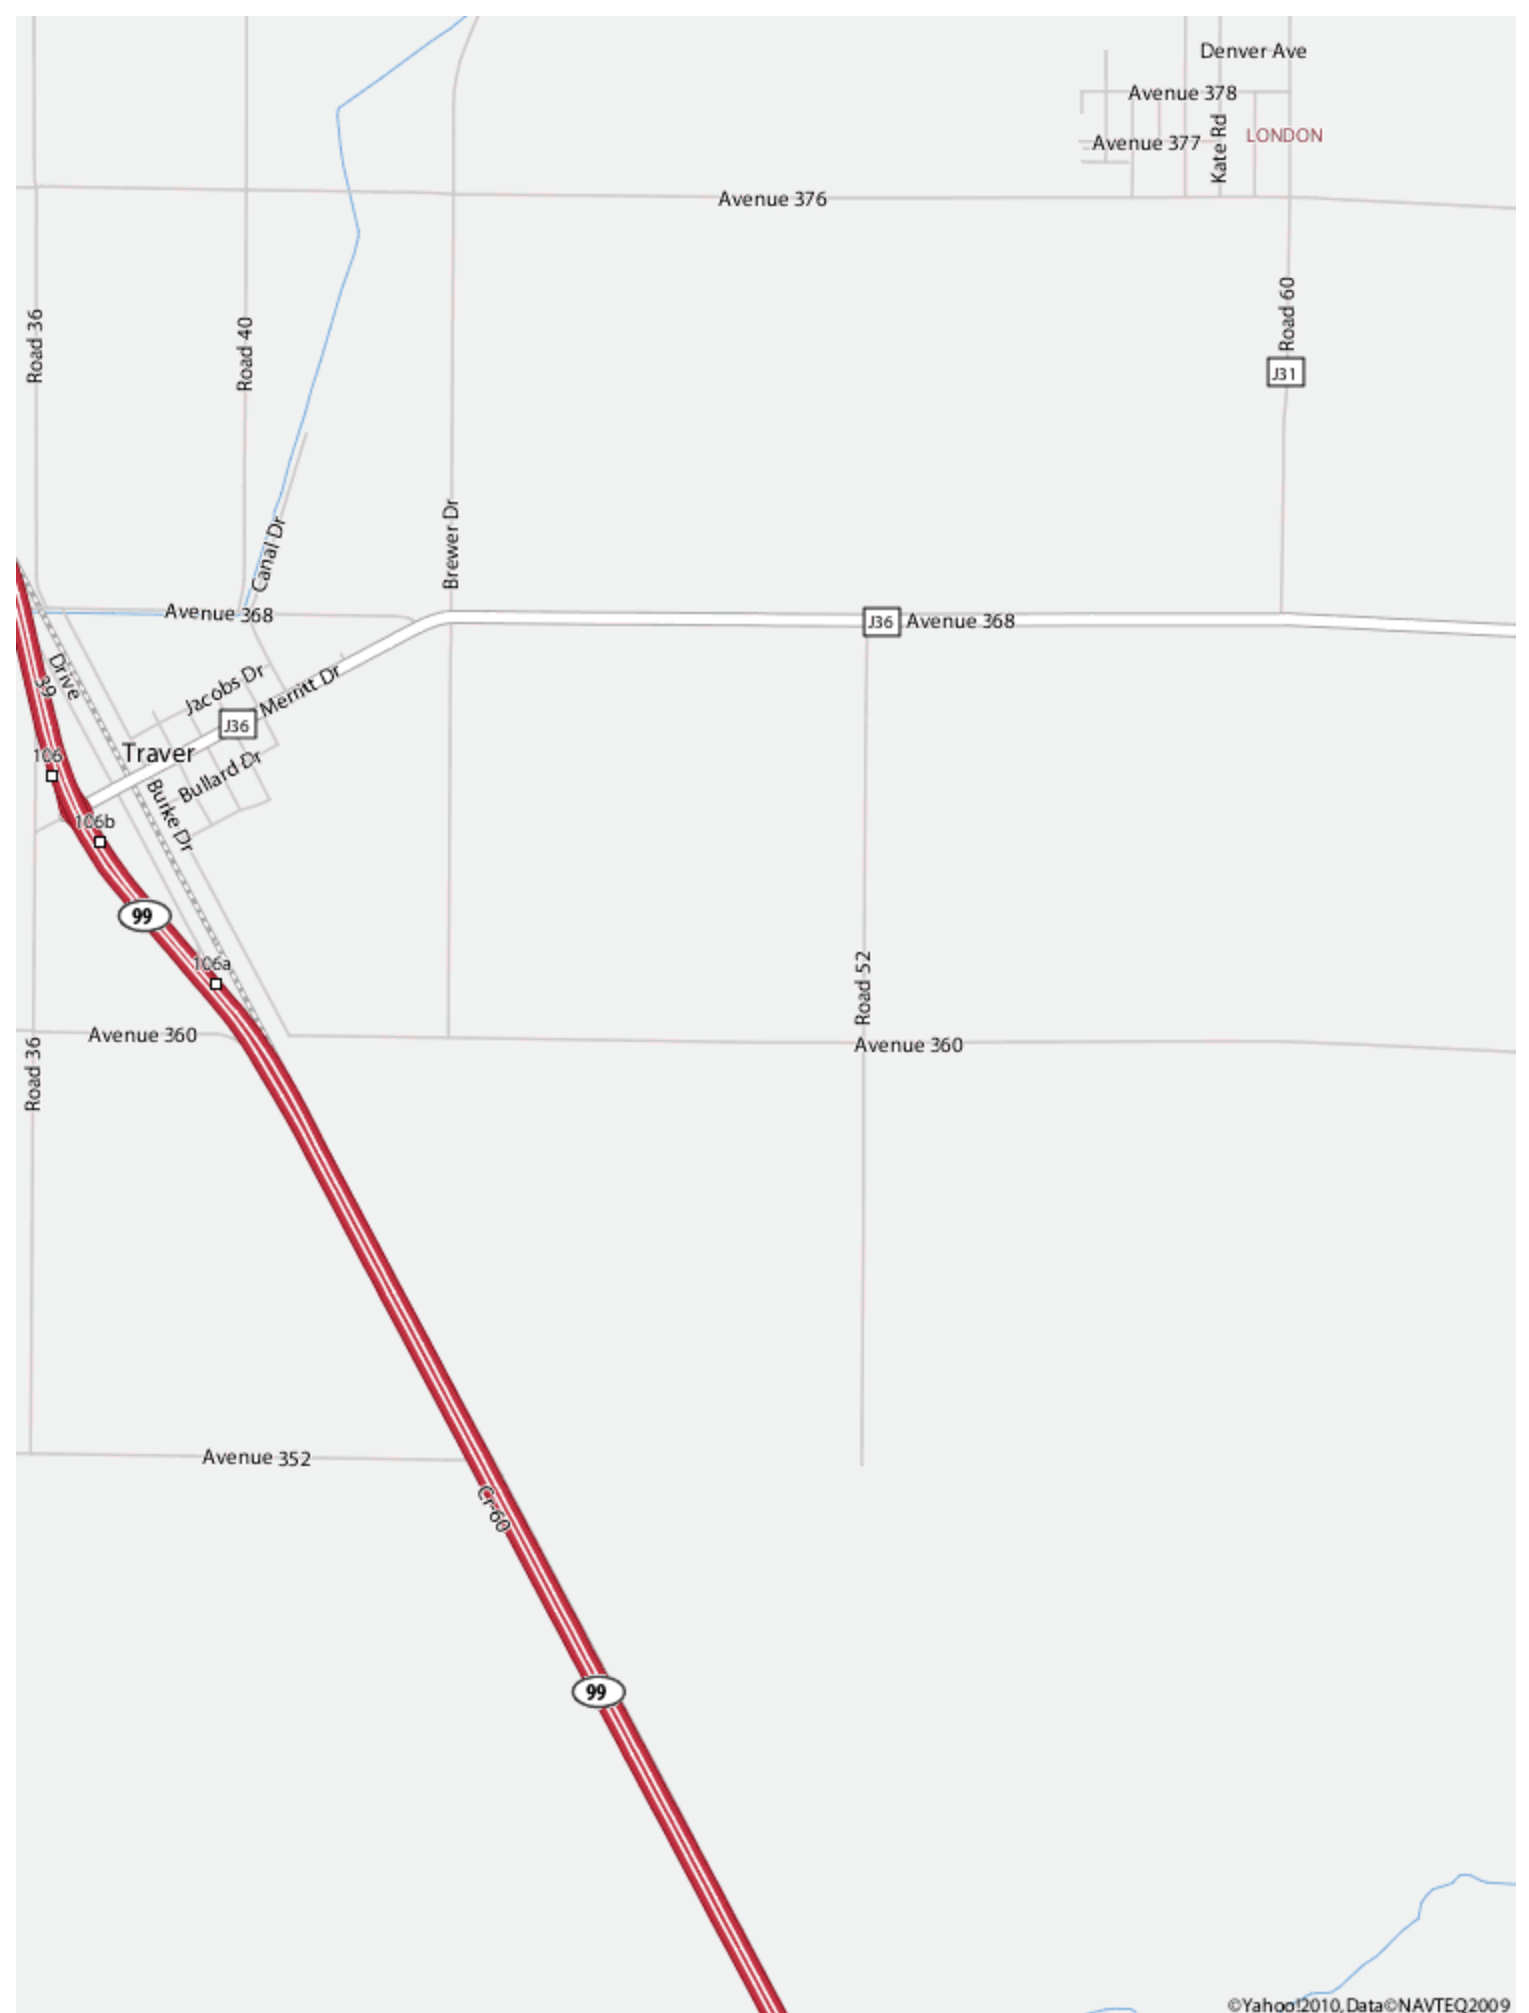 Denver Ave
Avenue 378
Kate Rd
LONDON
Avenue 377
Avenue 376
Road 36
Road 40
Road 60
J31
Canal Dr
Brewer Dr
Avenue 368
J36
Avenue 368
Drive
39
Jacobs Dr
Merritt Dr
J36
106
Traver
Bullard Dr
Burke Dr
106b
99
106a
Road 52
Avenue 360
Avenue 360
Road 36
Avenue 352
Cr-60
99
©Yahoo!2010,Data©NAVTEQ2009